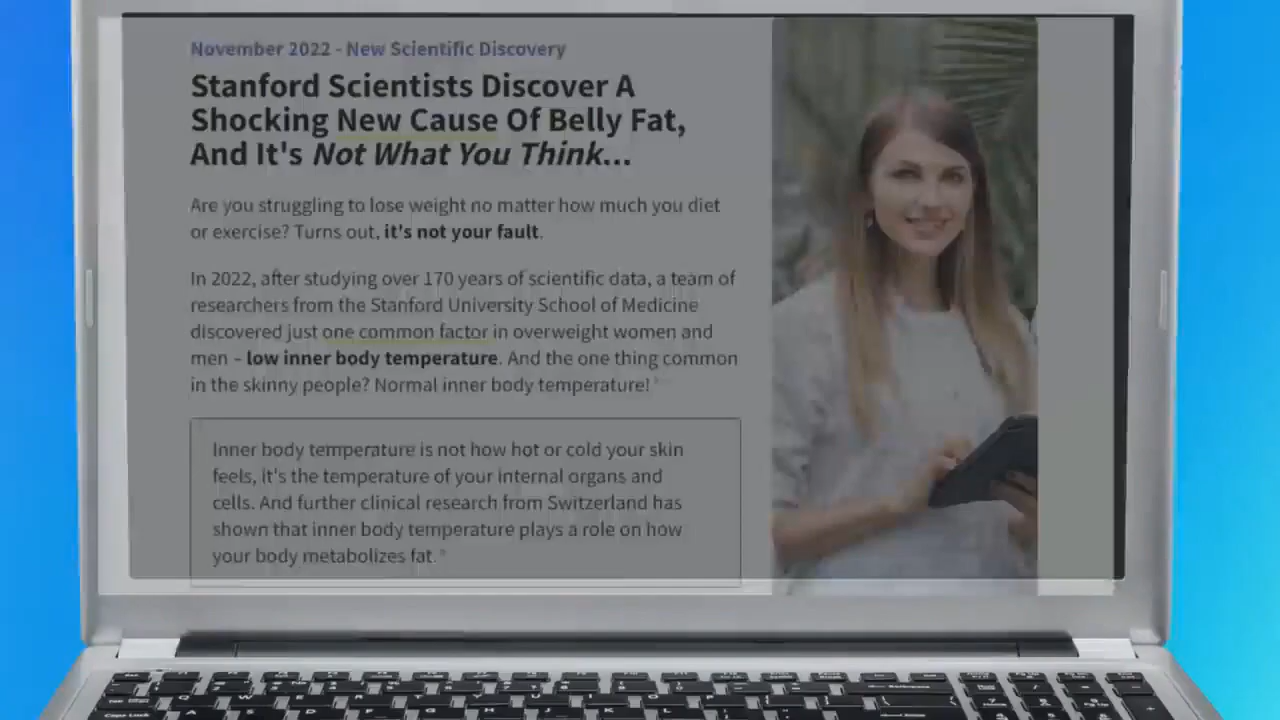 November 2022 - New Scientific Discovery
Stanford Scientists Discover A
Shocking New Cause Of Belly Fat,
And It's Not What You Think...
Are you struggling to lose weight no matter how much you diet
or exercise? Turns out, it's not your fault.
In 2022, after studying over 170 years of scientific data, a team of
researchers from the Stanford University School of Medicine
discovered just one common factor in overweight women and
men – low inner body temperature. And the one thing common
in the skinny people? Normal inner body temperature!
Inner body temperature is not how hot or cold your skin
feels, it's the temperature of your internal organs and
cells. And further clinical research from Switzerland has
shown that inner body temperature plays a role on how
your body metabolizes fat.
Caps Lock